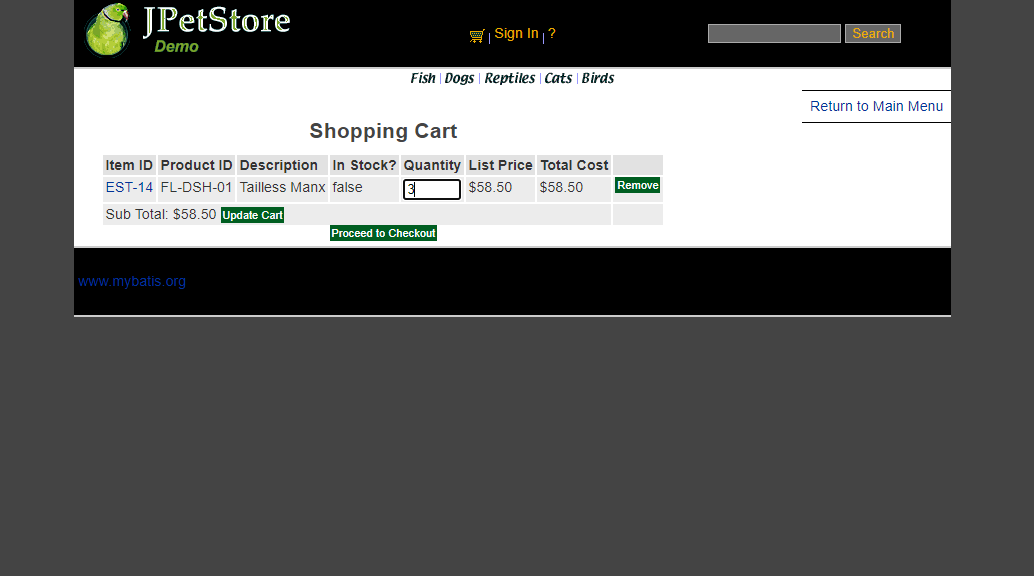 JPetStore
Demo
| Sign In | ?
Search
Fish | Dogs | Reptiles | Cats | Birds
Return to Main Menu
Shopping Cart
Item ID Product ID Description In Stock? Quantity List Price Total Cost
EST-14 FL-DSH-01 Tailless Manx false 3 $58.50 $58.50 Remove
Sub Total: $58.50 Update Cart
Proceed to Checkout
www.mybatis.org